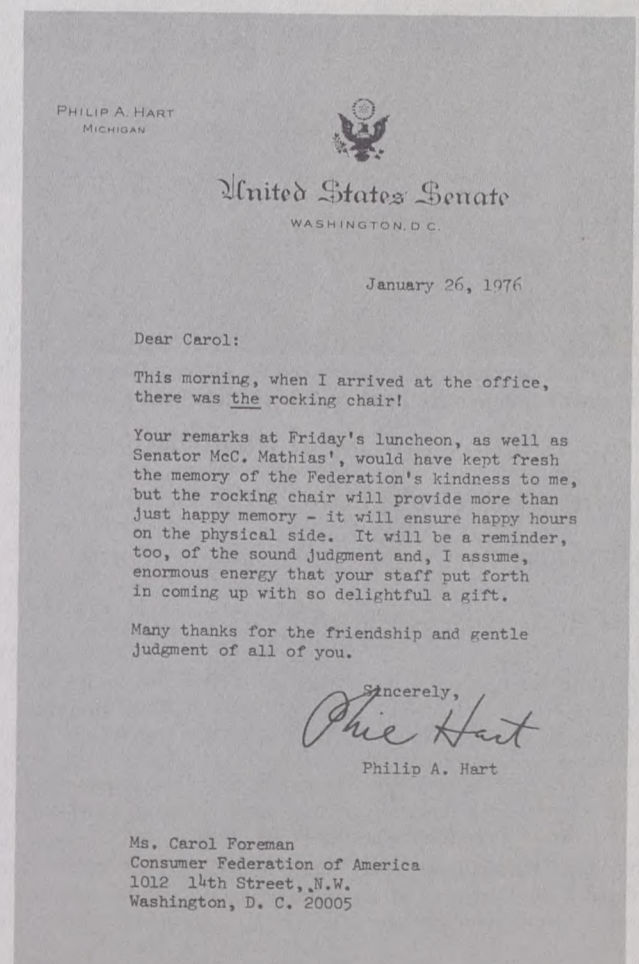 PHILIP A. HART
MICHIGAN
United States Senate
WASHINGTON, D.C.
January 26, 1976
Dear Carol:
This morning, when I arrived at the office,
there was the rocking chair!
Your remarks at Friday's luncheon, as well as
Senator McC. Mathias', would have kept fresh
the memory of the Federation's kindness to me,
but the rocking chair will provide more than
just happy memory - it will ensure happy hours
on the physical side. It will be a reminder,
too, of the sound judgment and, I assume,
enormous energy that your staff put forth
in coming up with so delightful a gift.
Many thanks for the friendship and gentle
judgment of all of you.
Sincerely,
Phil Hart
Philip A. Hart
Ms. Carol Foreman
Consumer Federation of America
1012 14th Street, N.W.
Washington, D. C. 20005